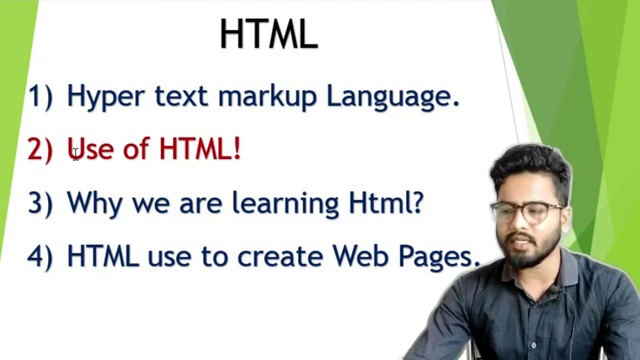 HTML
1) Hyper text markup Language.
2) Use of HTML!
3) Why we are learning Html?
4) HTML use to create Web Pages.